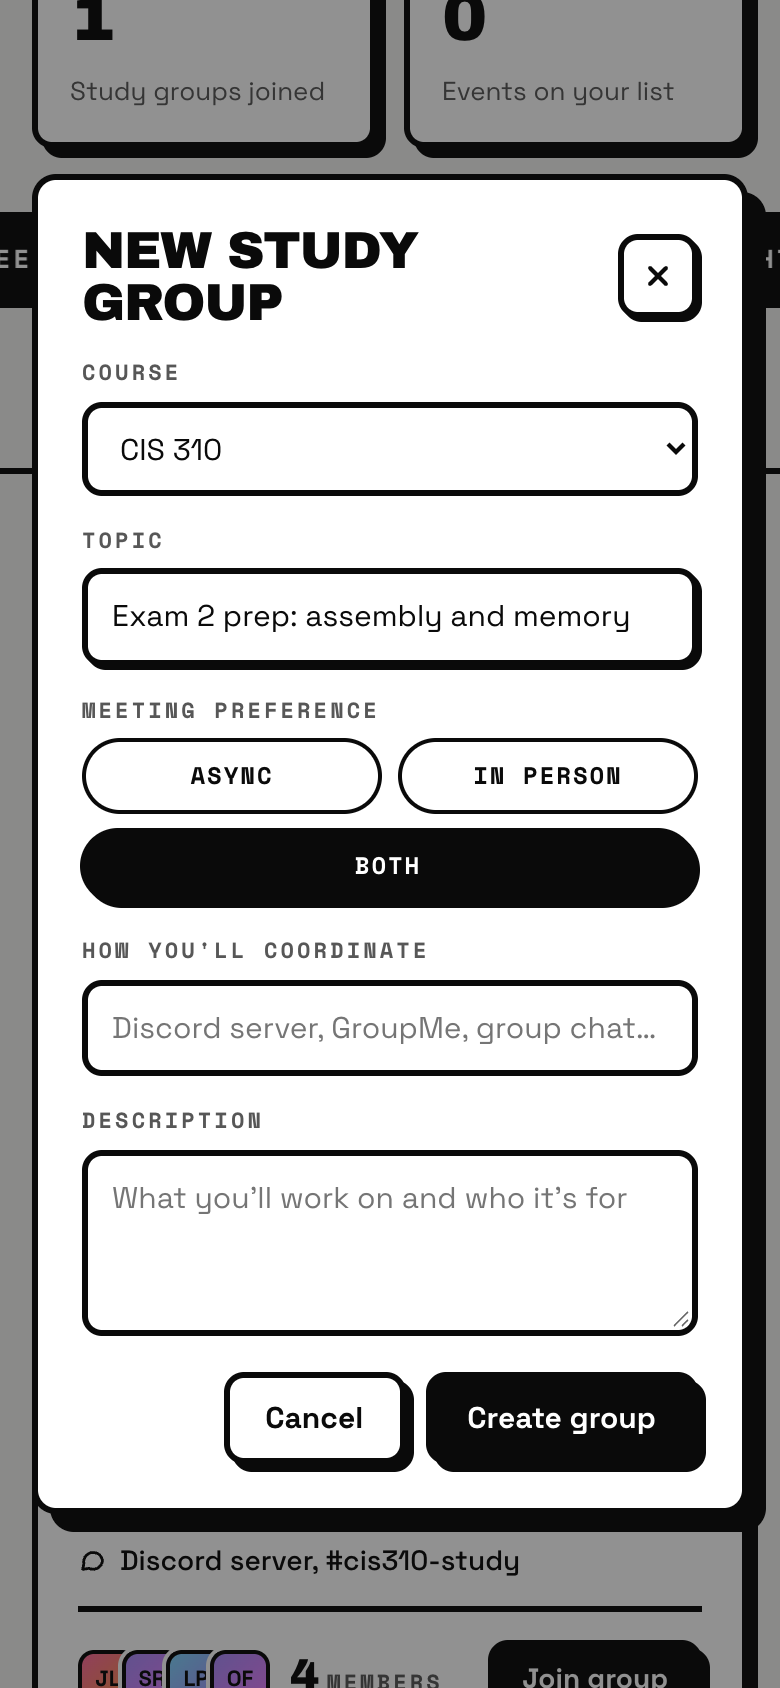 1
0
Study groups joined
Events on your list
EE
NEW STUDY
GROUP
COURSE
CIS 310
TOPIC
Exam 2 prep: assembly and memory
MEETING PREFERENCE
ASYNC
IN PERSON
BOTH
HOW YOU'LL COORDINATE
Discord server, GroupMe, group chat…
DESCRIPTION
What you’ll work on and who it’s for
Cancel
Create group
Discord server, #cis310-study
JL
SR
LP
OF
4 MEMBERS
Join group